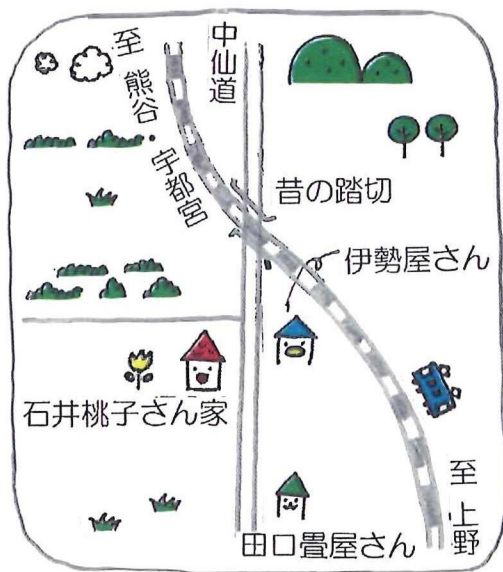 至熊谷・宇都宮
中仙道
昔の踏切
伊勢屋さん
石井桃子さん家
田口畳屋さん
至上野